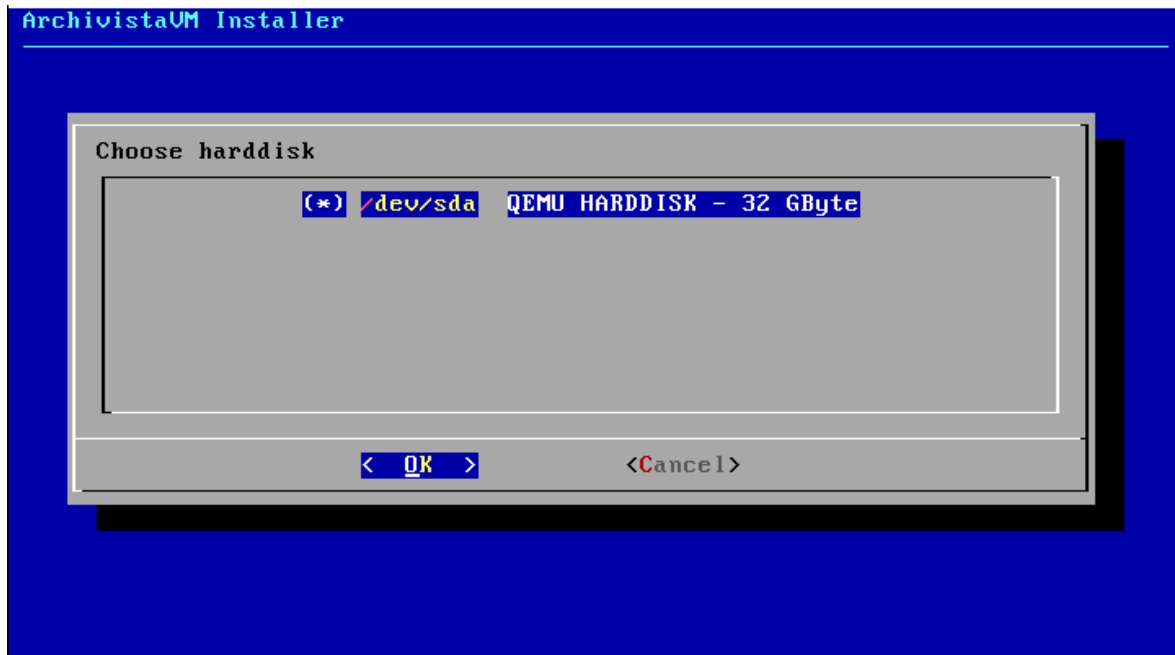 ArchivistaVM Installer
Choose harddisk
(*) /dev/sda QEMU HARDDISK - 32 GByte
< OK > <Cancel>